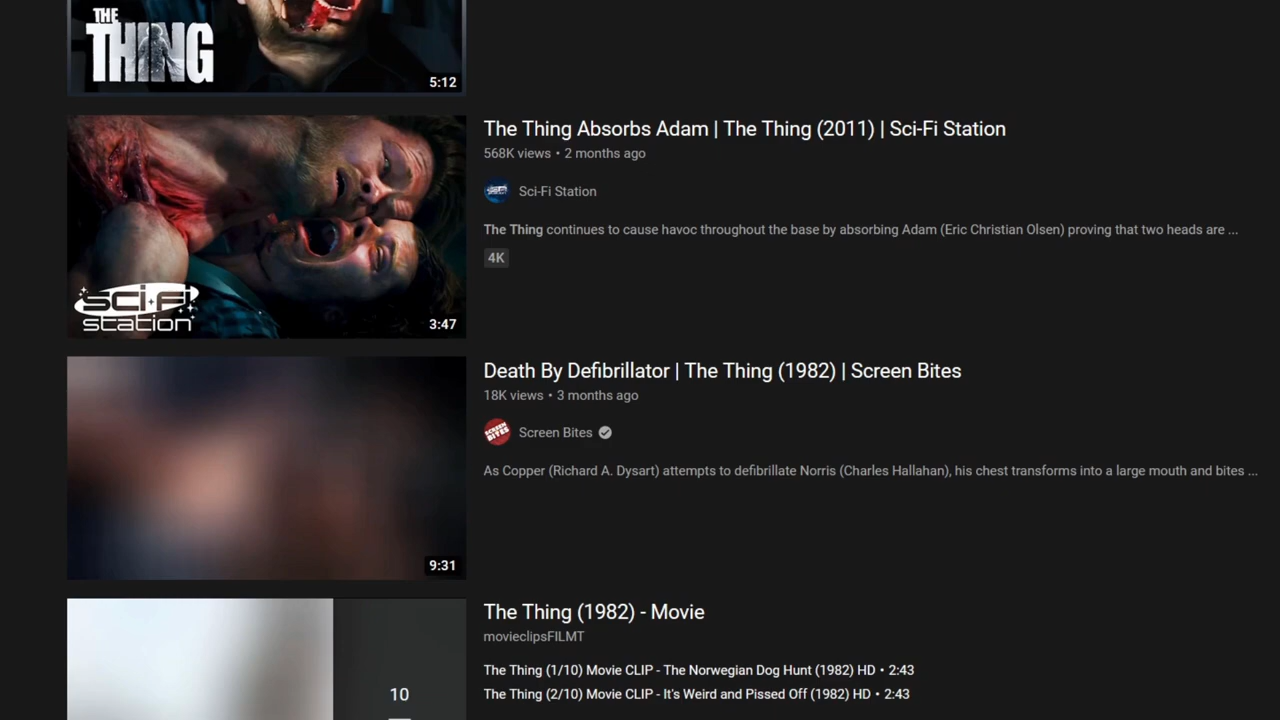 THE
THING
5:12
The Thing Absorbs Adam | The Thing (2011) | Sci-Fi Station
568K views • 2 months ago
Sci-Fi Station
The Thing continues to cause havoc throughout the base by absorbing Adam (Eric Christian Olsen) proving that two heads are ...
4K
sci-fi
station
3:47
Death By Defibrillator | The Thing (1982) | Screen Bites
18K views • 3 months ago
SCREEN
BITES
Screen Bites
As Copper (Richard A. Dysart) attempts to defibrillate Norris (Charles Hallahan), his chest transforms into a large mouth and bites ...
9:31
The Thing (1982) - Movie
movieclipsFILMT
The Thing (1/10) Movie CLIP - The Norwegian Dog Hunt (1982) HD • 2:43
The Thing (2/10) Movie CLIP - It's Weird and Pissed Off (1982) HD • 2:43
10